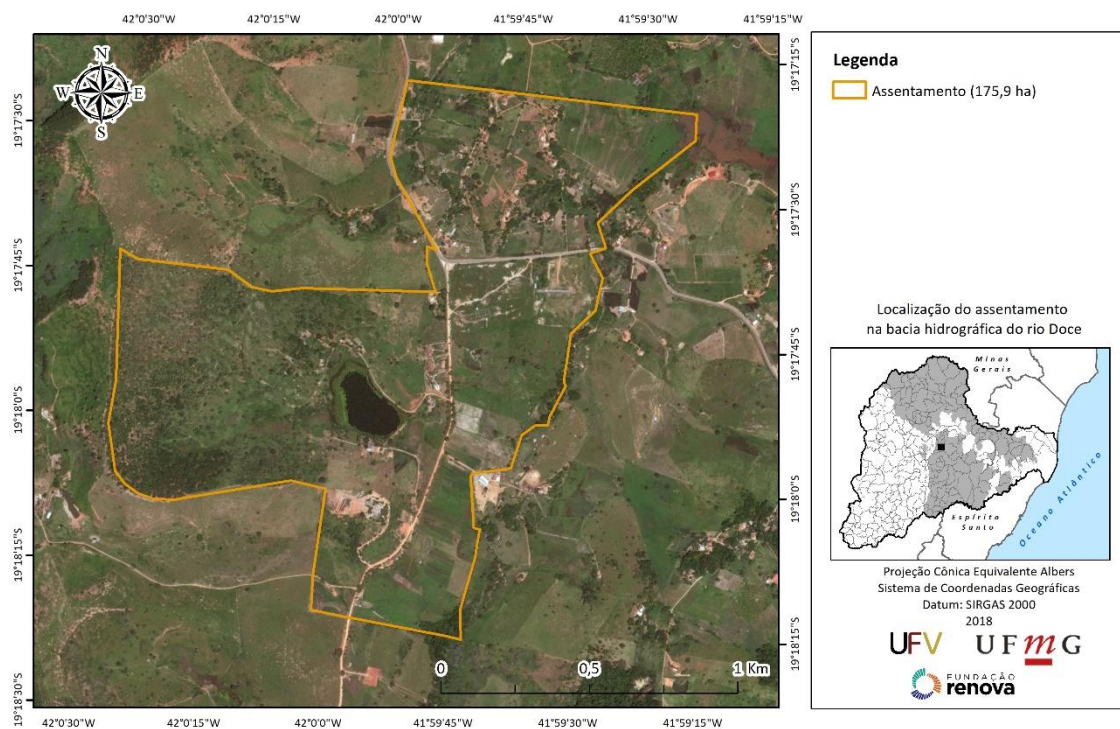 42°0'30"W 42°0'15"W 42°0'0"W 41°59'45"W 41°59'30"W 41°59'15"W
N
W E
S
19°17'30"S
19°17'45"S
19°18'0"S
19°18'15"S
19°18'30"S
19°17'15"S
19°17'30"S
19°17'45"S
19°18'0"S
19°18'15"S
0 0,5 1 Km
42°0'30"W 42°0'15"W 42°0'0"W 41°59'45"W 41°59'30"W 41°59'15"W
Legenda
Assentamento (175,9 ha)
Localização do assentamento
na bacia hidrográfica do rio Doce
Minas
Gerais
Espírito
Santo
Oceano Atlântico
Projeção Cônica Equivalente Albers
Sistema de Coordenadas Geográficas
Datum: SIRGAS 2000
2018
UFV UFmG
FUNDAÇÃO
renova